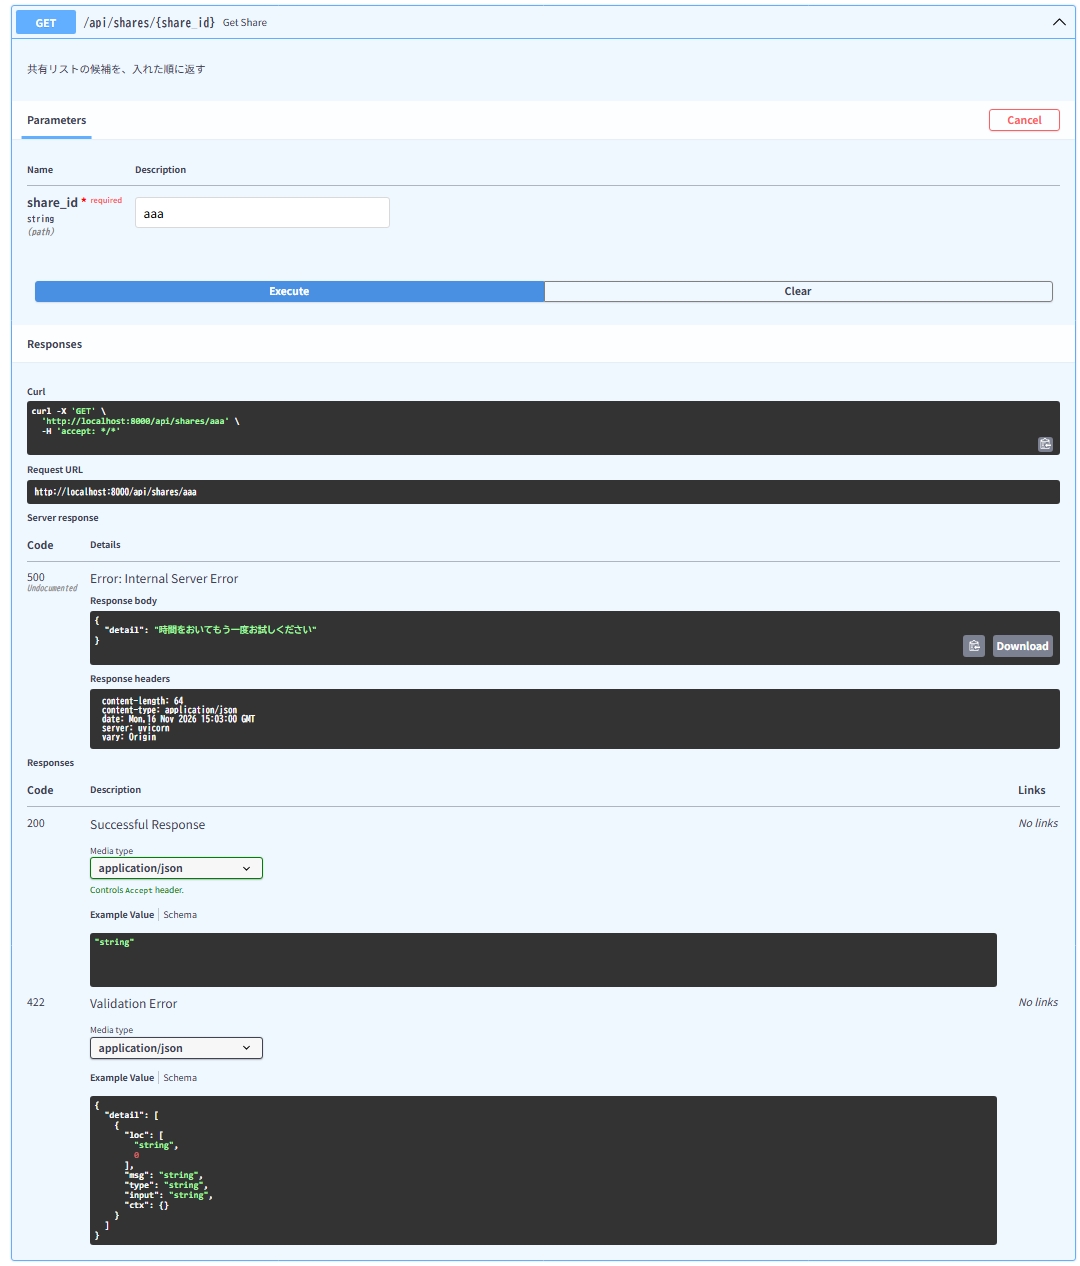 GET /api/shares/{share_id} Get Share
共有リストの候補を、入れた順に返す
Parameters
Cancel
Name Description
share_id * required
string
(path)
aaa
Execute Clear
Responses
Curl
curl -X 'GET' \
  'http://localhost:8000/api/shares/aaa' \
  -H 'accept: */*'
Request URL
http://localhost:8000/api/shares/aaa
Server response
Code Details
500
Undocumented
Error: Internal Server Error
Response body
{
  "detail": "時間をおいてもう一度お試しください"
}
Download
Response headers
content-length: 64
content-type: application/json
date: Mon,16 Nov 2026 15:03:00 GMT
server: uvicorn
vary: Origin
Responses
Code Description Links
200 Successful Response No links
Media type
application/json
Controls Accept header.
Example Value Schema
"string"
422 Validation Error No links
Media type
application/json
Example Value Schema
{
  "detail": [
    {
      "loc": [
        "string",
        0
      ],
      "msg": "string",
      "type": "string",
      "input": "string",
      "ctx": {}
    }
  ]
}